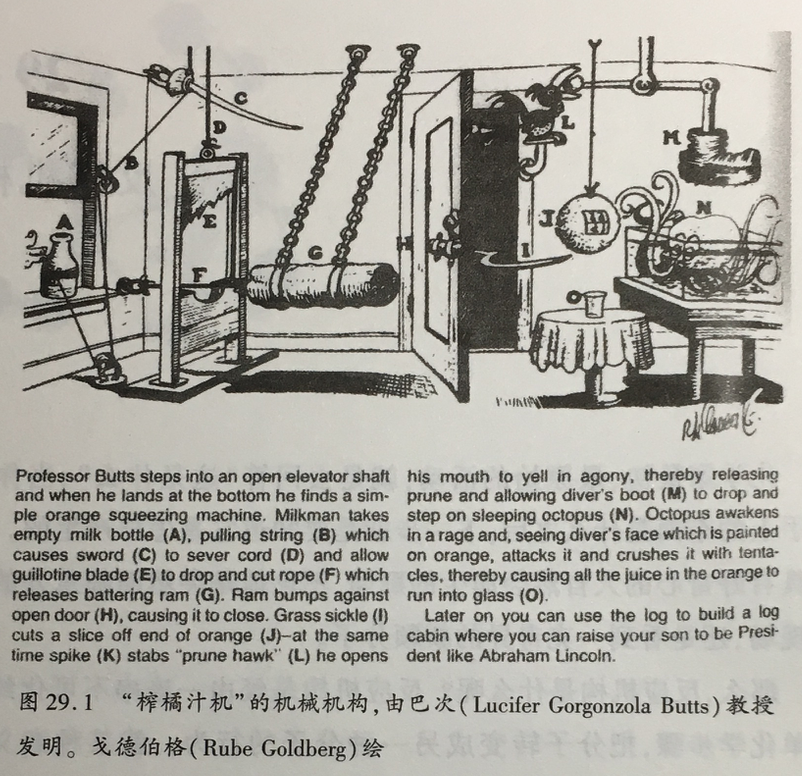 A
B
C
D
E
F
G
H
I
J
L
M
N
Professor Butts steps into an open elevator shaft
and when he lands at the bottom he finds a sim-
ple orange squeezing machine. Milkman takes
empty milk bottle (A), pulling string (B) which
causes sword (C) to sever cord (D) and allow
guillotine blade (E) to drop and cut rope (F) which
releases battering ram (G). Ram bumps against
open door (H), causing it to close. Grass sickle (I)
cuts a slice off end of orange (J)—at the same
time spike (K) stabs "prune hawk" (L) he opens
his mouth to yell in agony, thereby releasing
prune and allowing diver's boot (M) to drop and
step on sleeping octopus (N). Octopus awakens
in a rage and, seeing diver's face which is painted
on orange, attacks it and crushes it with tenta-
cles, thereby causing all the juice in the orange to
run into glass (O).
Later on you can use the log to build a log
cabin where you can raise your son to be Presi-
dent like Abraham Lincoln.
图 29.1 “榨橘汁机”的机械机构,由巴次(Lucifer Gorgonzola Butts)教授
发明。戈德伯格(Rube Goldberg)绘